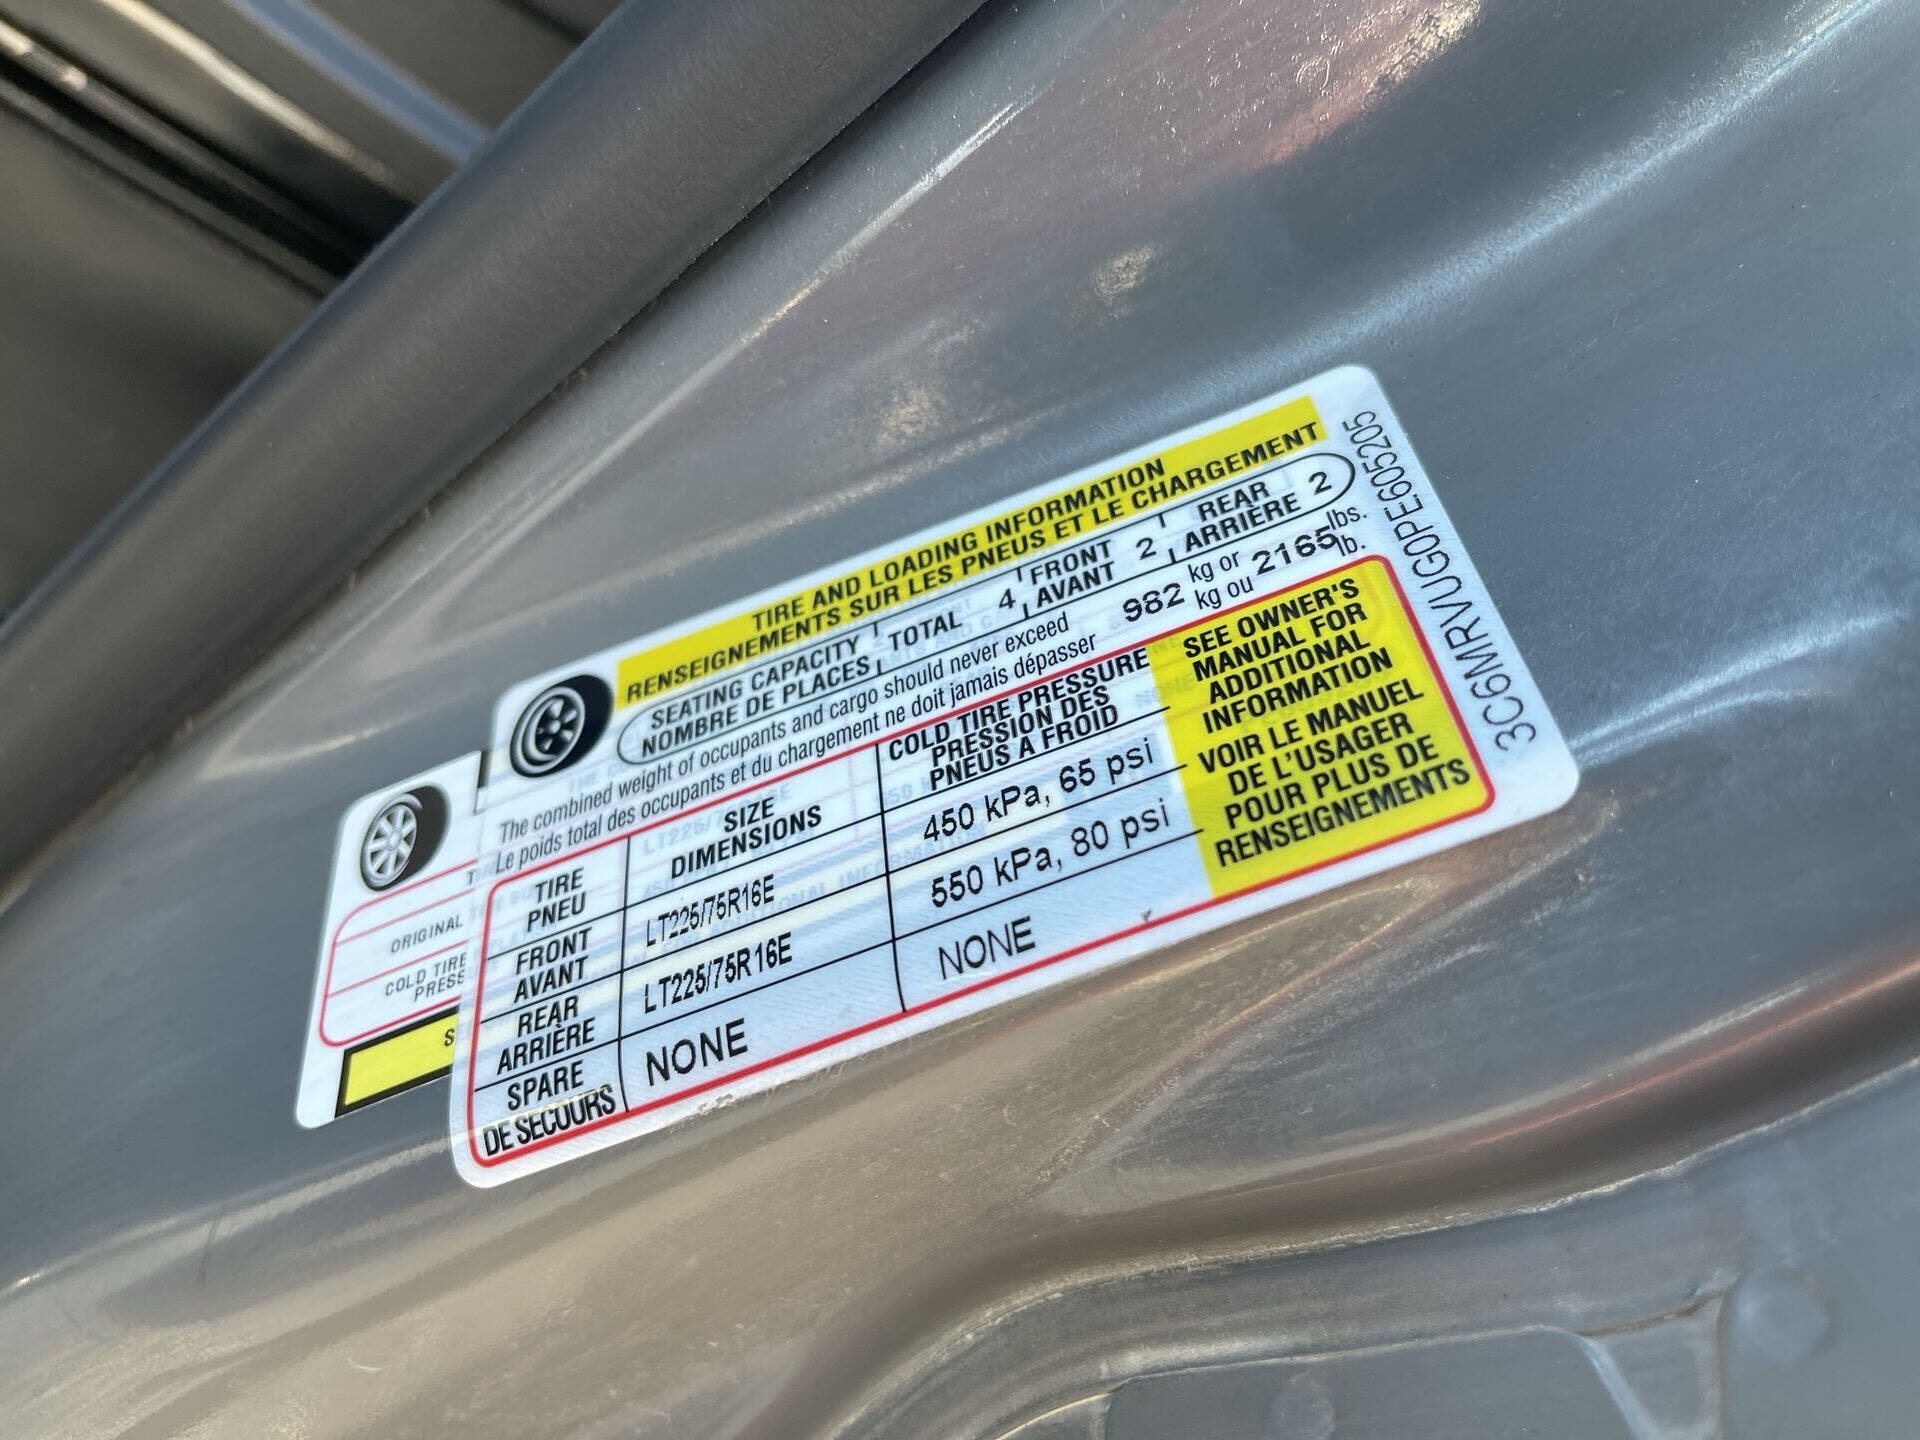 TIRE AND LOADING INFORMATION
RENSEIGNEMENTS SUR LES PNEUS ET LE CHARGEMENT
SEATING CAPACITY
NOMBRE DE PLACES
TOTAL 4
FRONT
AVANT 2
REAR
ARRIÈRE 2
The combined weight of occupants and cargo should never exceed
Le poids total des occupants et du chargement ne doit jamais dépasser
982 kg or 2165 lbs.
kg ou lb.
TIRE
PNEU
SIZE
DIMENSIONS
COLD TIRE PRESSURE
PRESSION DES
PNEUS A FROID
FRONT
AVANT
LT225/75R16E
450 kPa, 65 psi
REAR
ARRIÈRE
LT225/75R16E
550 kPa, 80 psi
SPARE
DE SECOURS
NONE
NONE
SEE OWNER'S
MANUAL FOR
ADDITIONAL
INFORMATION
VOIR LE MANUEL
DE L'USAGER
POUR PLUS DE
RENSEIGNEMENTS
3C6MRVUG0PE605205
ORIGINAL
COLD TIRE
PRESS